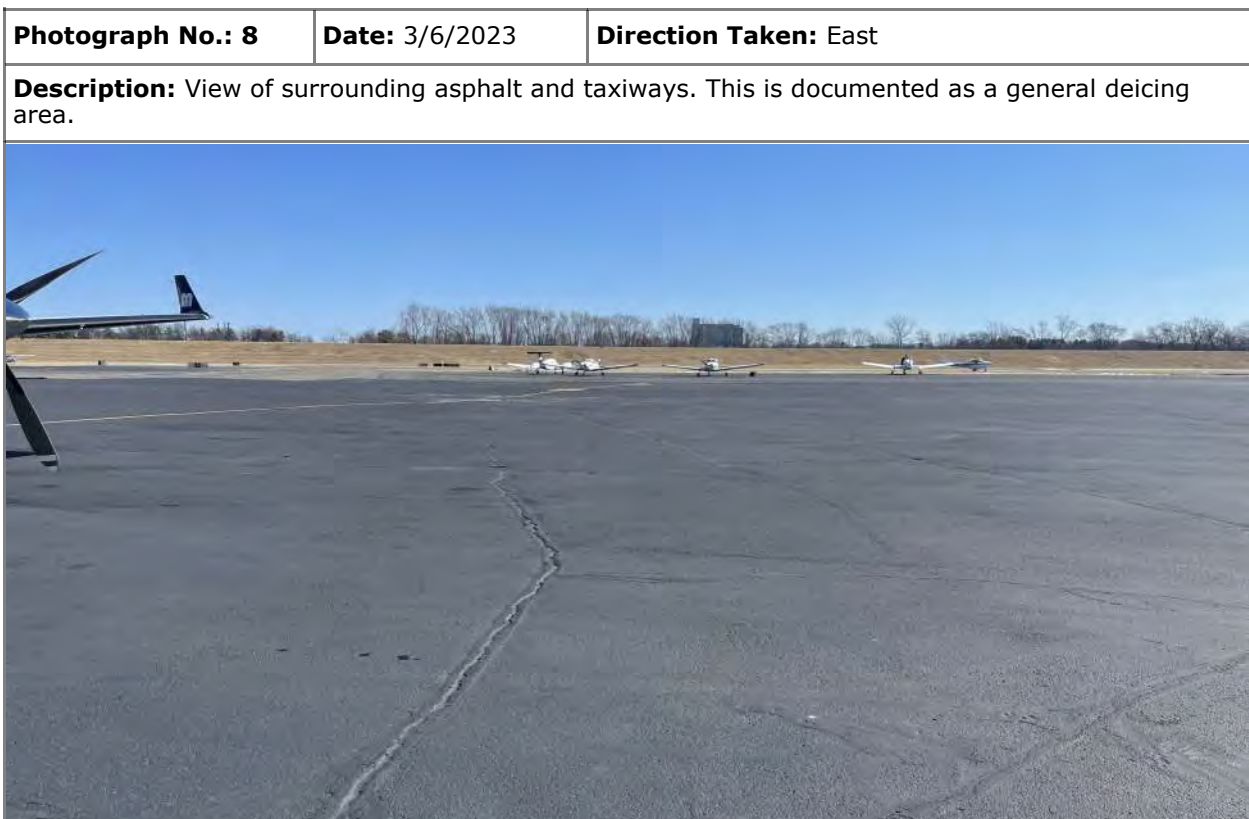 Photograph No.: 8 Date: 3/6/2023 Direction Taken: East
Description: View of surrounding asphalt and taxiways. This is documented as a general deicing
area.